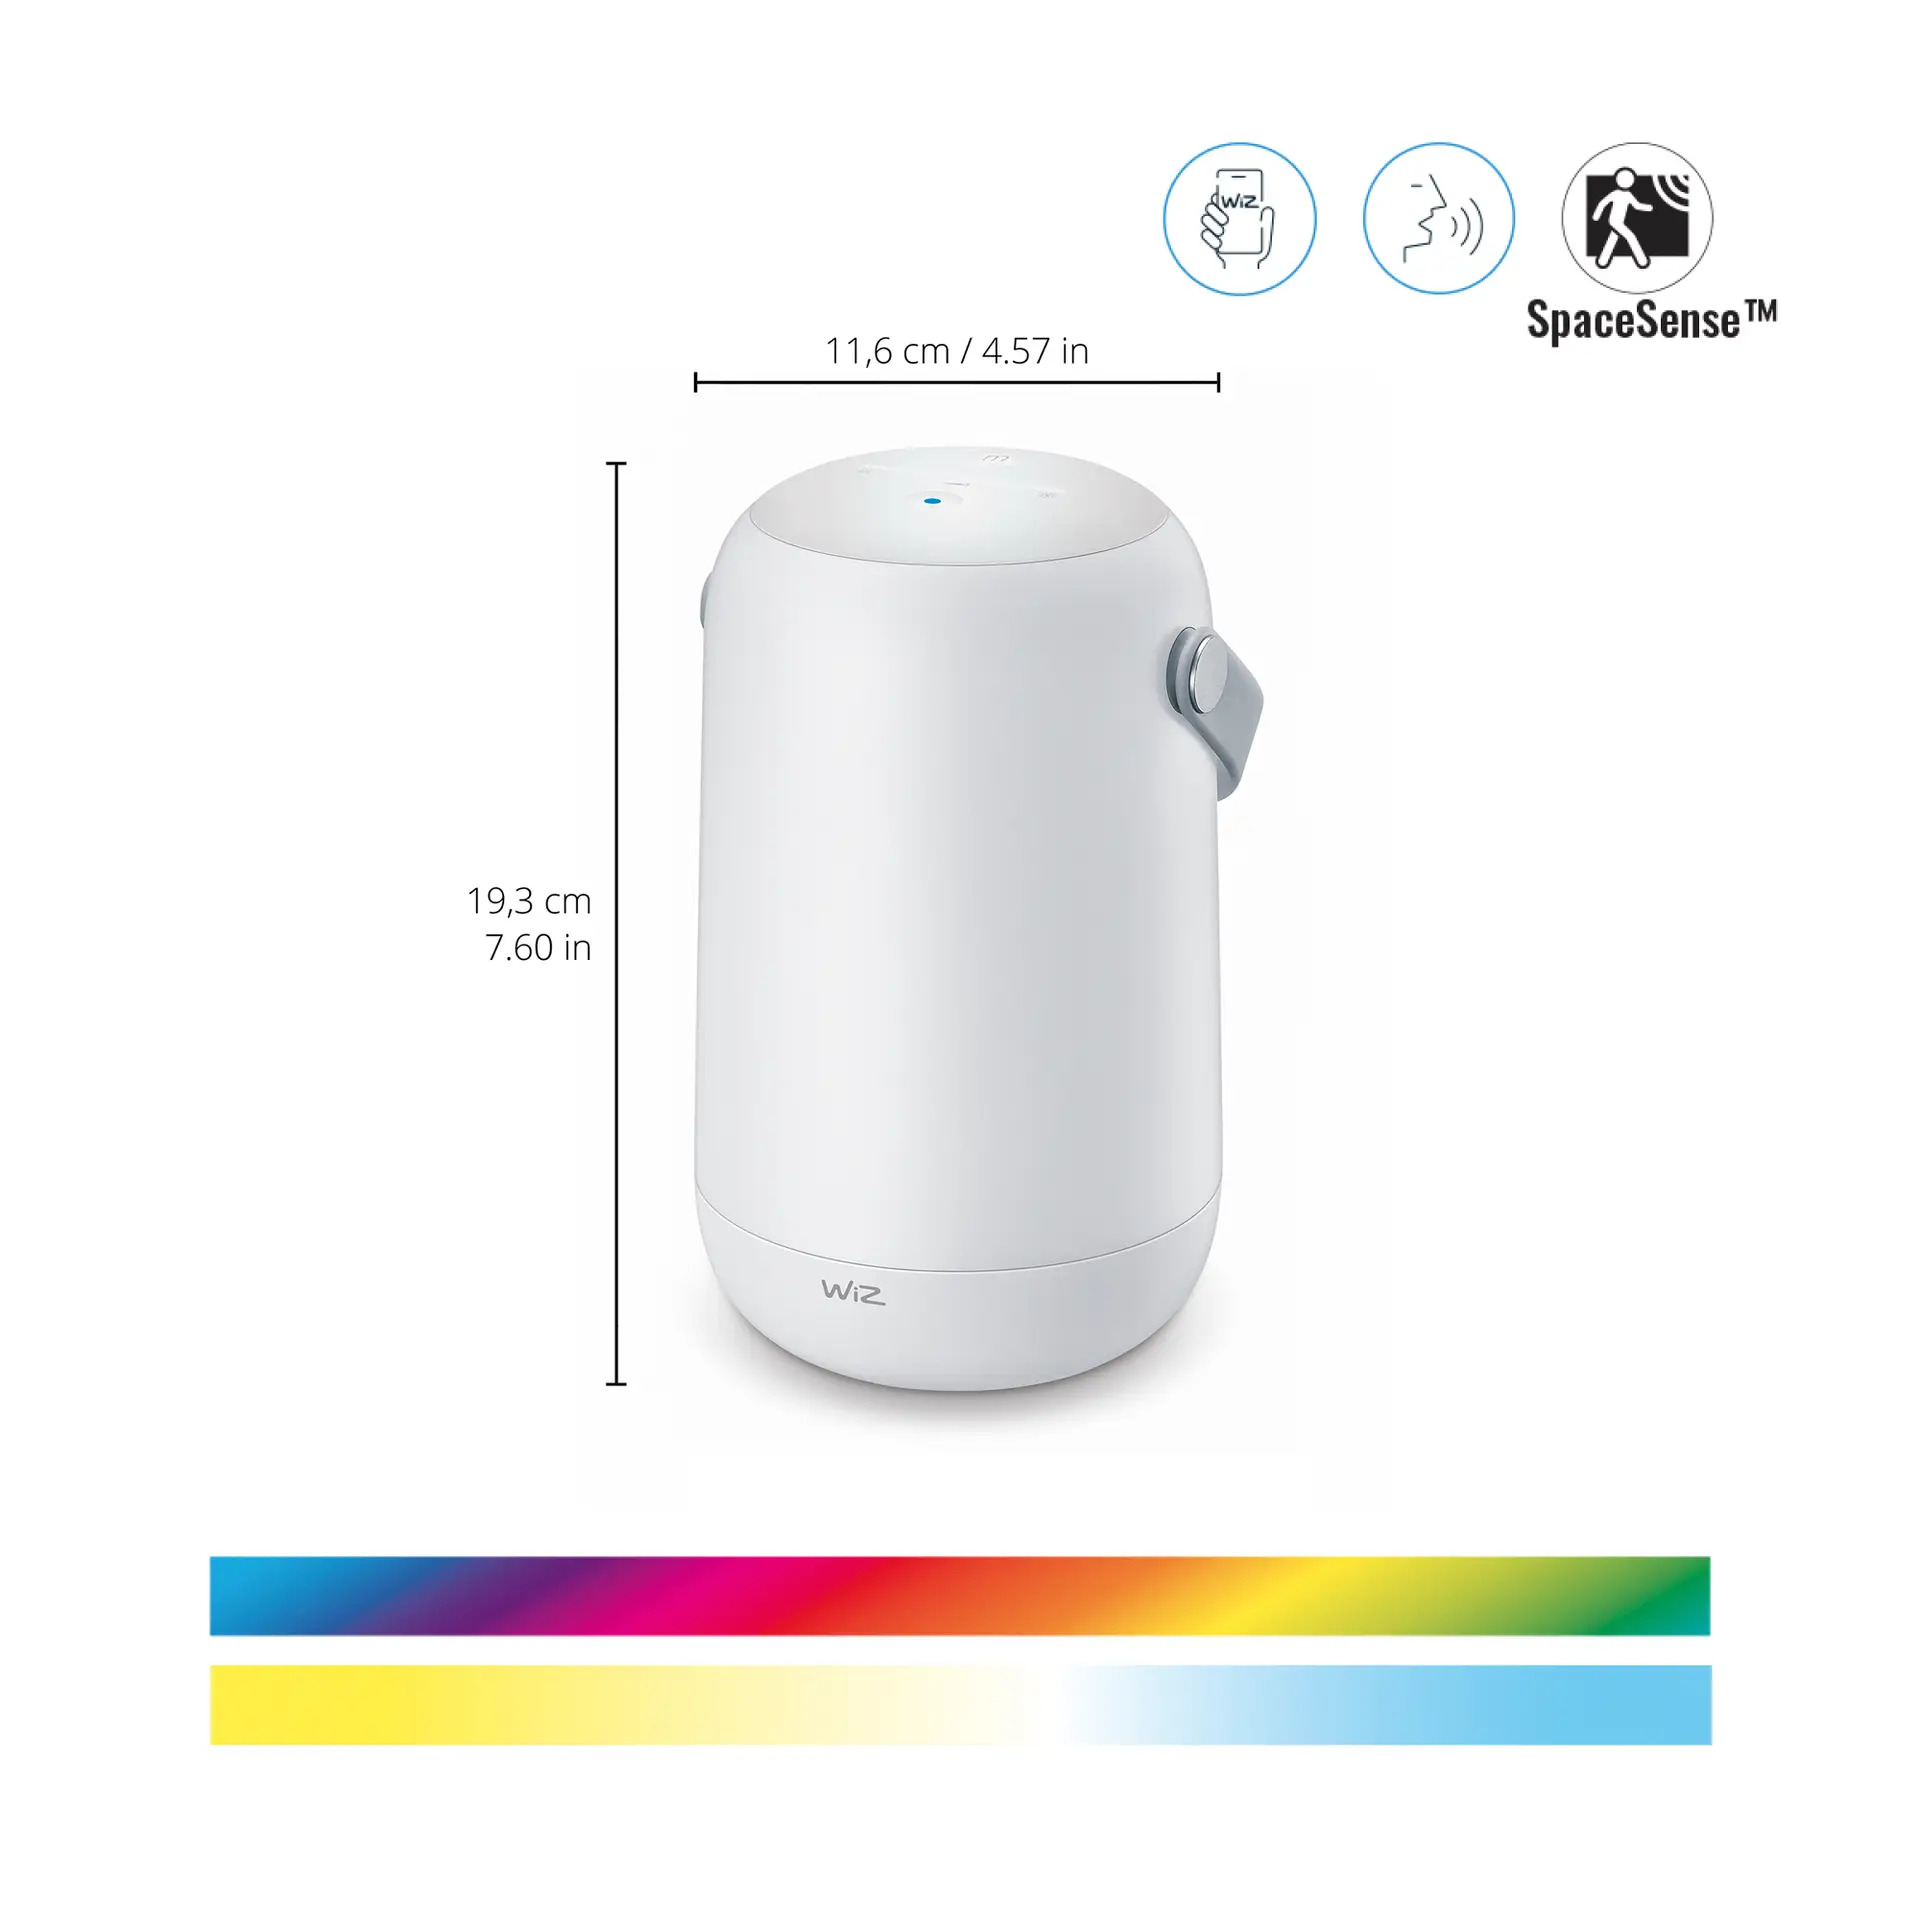 WiZ
SpaceSense™
11,6 cm / 4.57 in
19,3 cm
7.60 in
WiZ